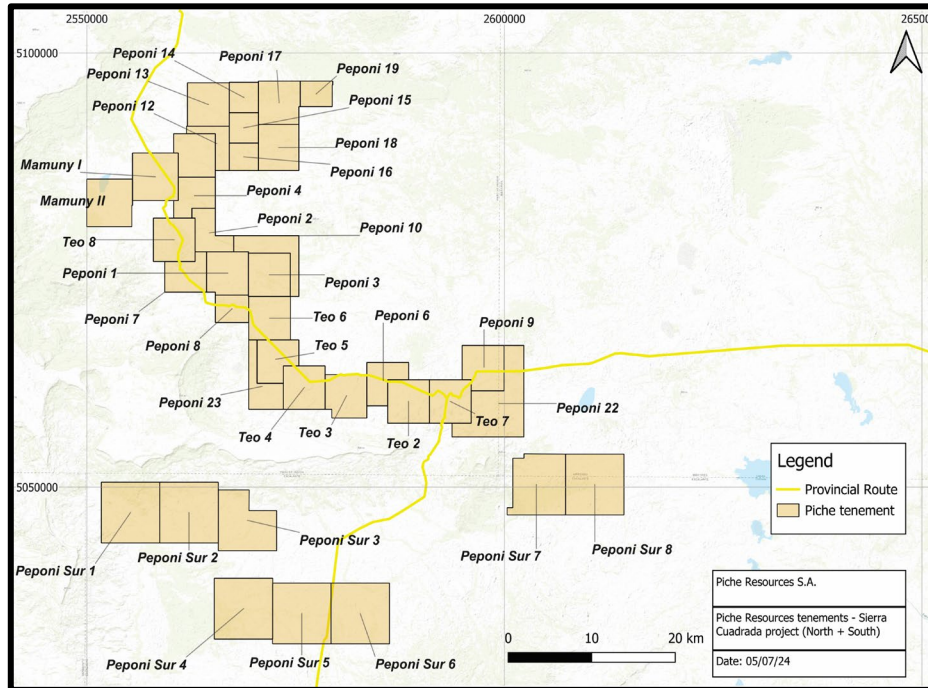 2550000
2600000
26500
5100000
Peponi 17
Peponi 14
Peponi 19
Peponi 13
Peponi 15
Peponi 12
Peponi 18
Mamuny I
Peponi 16
Peponi 4
Mamuny II
Peponi 2
Peponi 10
Teo 8
Peponi 1
Peponi 3
Peponi 7
Teo 6
Peponi 6
Peponi 8
Peponi 9
Teo 5
Peponi 23
Teo 4
Teo 3
Teo 2
Teo 7
Peponi 22
Legend
Provincial Route
Piche tenement
5050000
Peponi Sur 1
Peponi Sur 2
Peponi Sur 3
Peponi Sur 7
Peponi Sur 8
Peponi Sur 4
Peponi Sur 5
Peponi Sur 6
0 10 20 km
Piche Resources S.A.
Piche Resources tenements - Sierra
Cuadrada project (North + South)
Date: 05/07/24